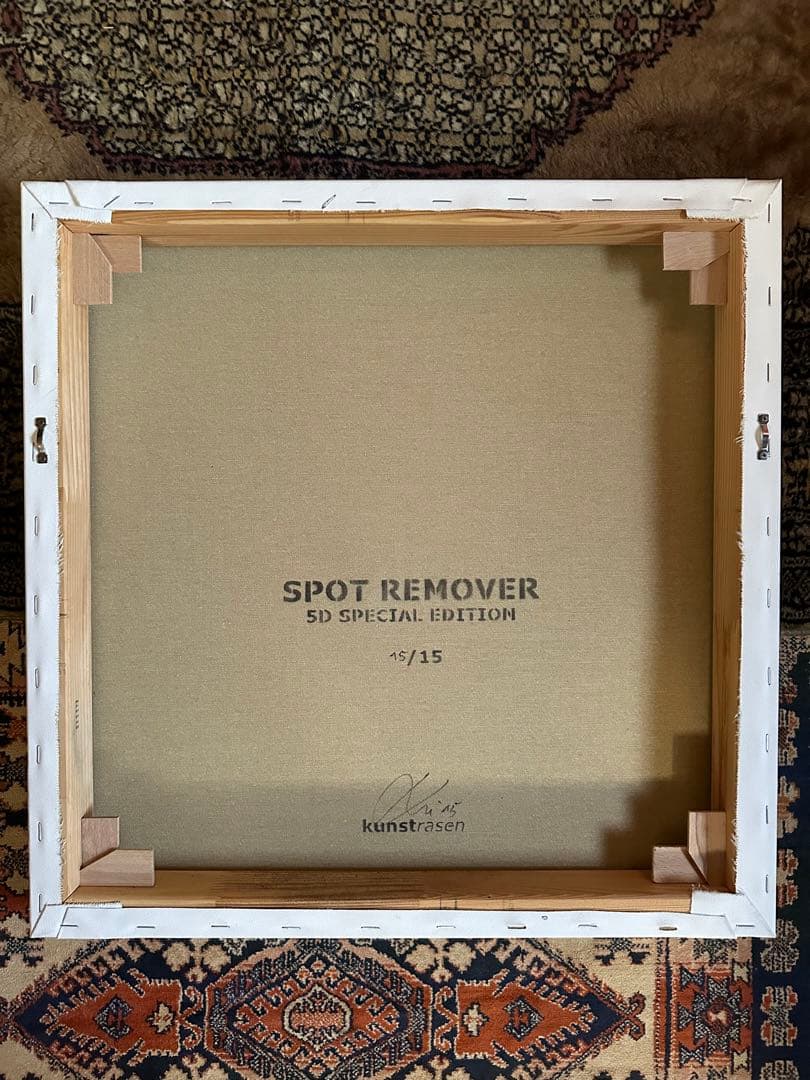 SPOT REMOVER
5D SPECIAL EDITION
15/15
kunstrasen